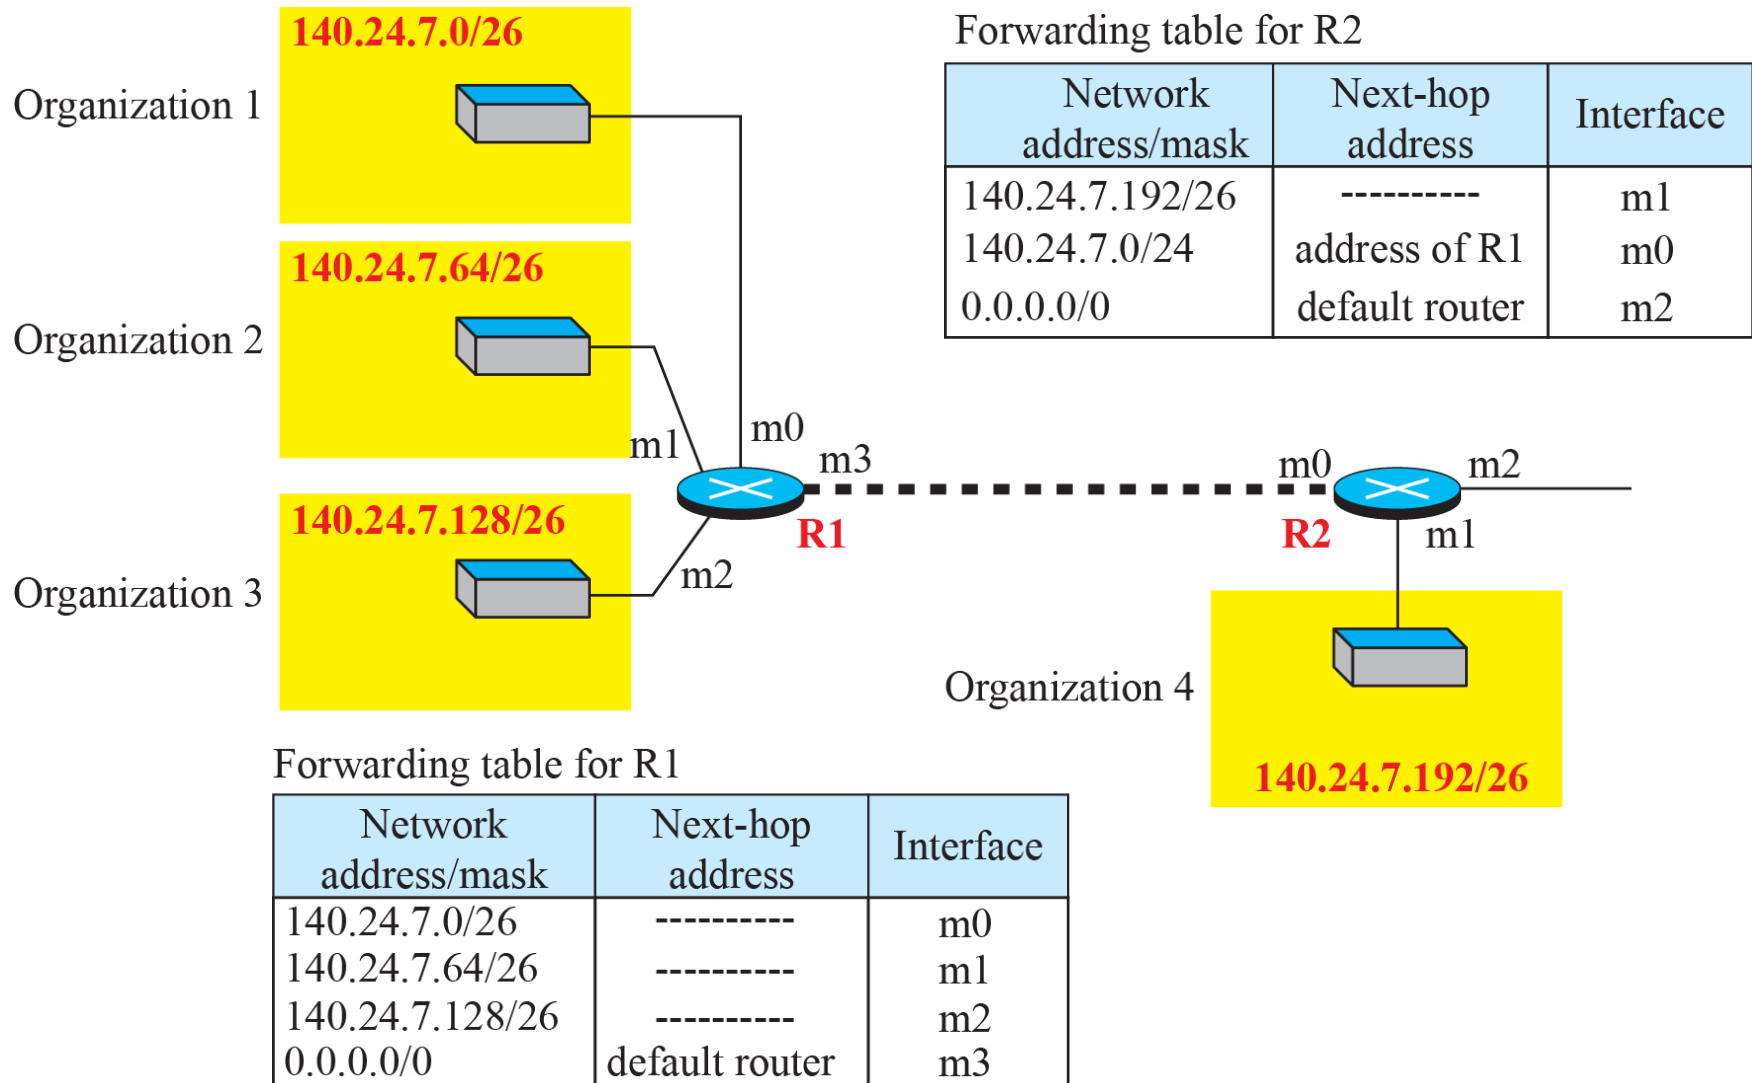 140.24.7.0/26
Organization 1
140.24.7.64/26
Organization 2
140.24.7.128/26
Organization 3
m0
m1
m2
m3
R1
m0
m2
R2
m1
Organization 4
140.24.7.192/26
Forwarding table for R2
Network address/mask Next-hop address Interface
140.24.7.192/26 ---------- m1
140.24.7.0/24 address of R1 m0
0.0.0.0/0 default router m2
Forwarding table for R1
Network address/mask Next-hop address Interface
140.24.7.0/26 ---------- m0
140.24.7.64/26 ---------- m1
140.24.7.128/26 ---------- m2
0.0.0.0/0 default router m3